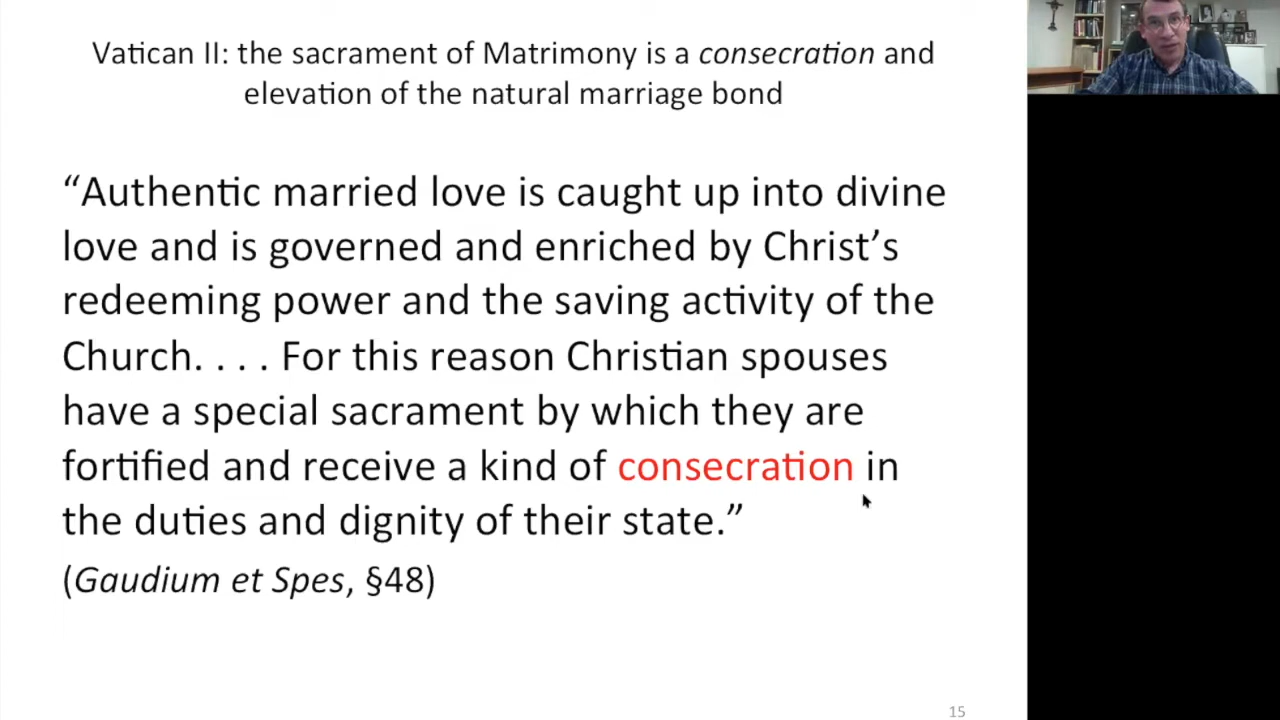 Vatican II: the sacrament of Matrimony is a consecration and
elevation of the natural marriage bond
“Authentic married love is caught up into divine
love and is governed and enriched by Christ’s
redeeming power and the saving activity of the
Church. . . . For this reason Christian spouses
have a special sacrament by which they are
fortified and receive a kind of consecration in
the duties and dignity of their state.”
(Gaudium et Spes, §48)
15